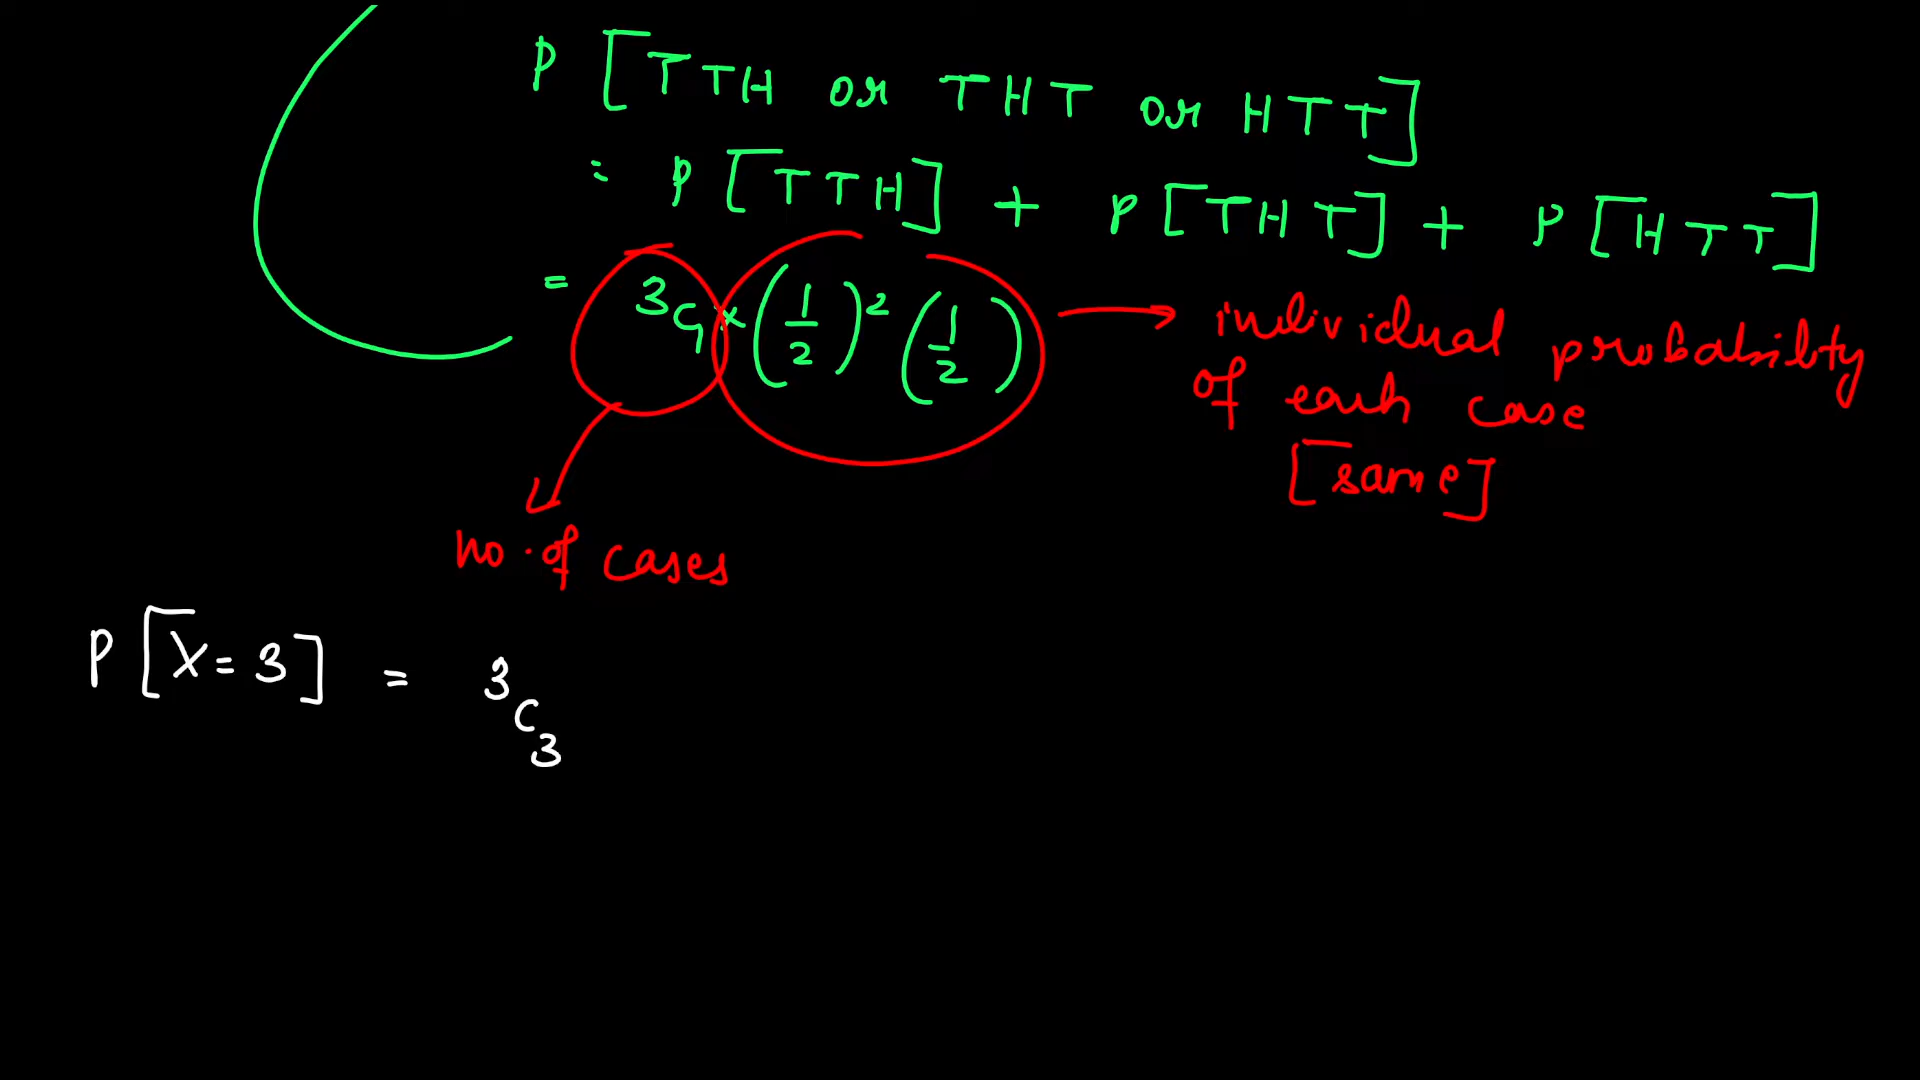 P [TTH or THT or HTT]
= P [TTH] + P [THT] + P [HTT]
= ³C₁ × (1/2)² (1/2) → individual probability
of each case
[same]
no. of cases
P [X = 3] = ³C₃